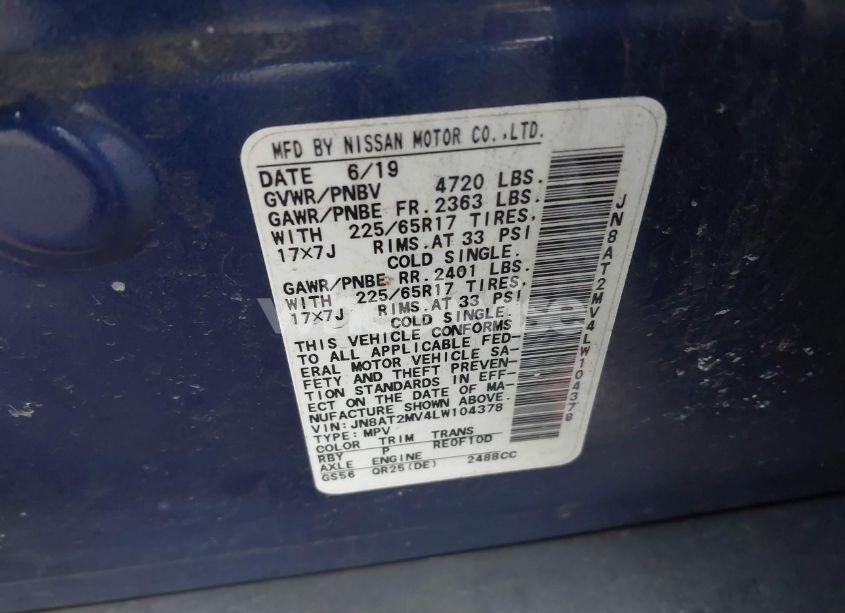 MFD BY NISSAN MOTOR CO.,LTD.
DATE 6/19
GVWR/PNBV 4720 LBS.
GAWR/PNBE FR.2363 LBS.
WITH 225/65R17 TIRES,
17×7J RIMS.AT 33 PSI
COLD SINGLE.
GAWR/PNBE RR.2401 LBS.
WITH 225/65R17 TIRES,
17×7J RIMS.AT 33 PSI
COLD SINGLE.
THIS VEHICLE CONFORMS
TO ALL APPLICABLE FED-
ERAL MOTOR VEHICLE SA-
FETY AND THEFT PREVEN-
TION STANDARDS IN EFF-
ECT ON THE DATE OF MA-
NUFACTURE SHOWN ABOVE.
VIN: JN8AT2MV4LW104378
TYPE: MPV
COLOR TRIM TRANS
RBY P RE0F10D
AXLE ENGINE
GS56 QR25(DE) 2488CC
JN8AT2MV4LW104378